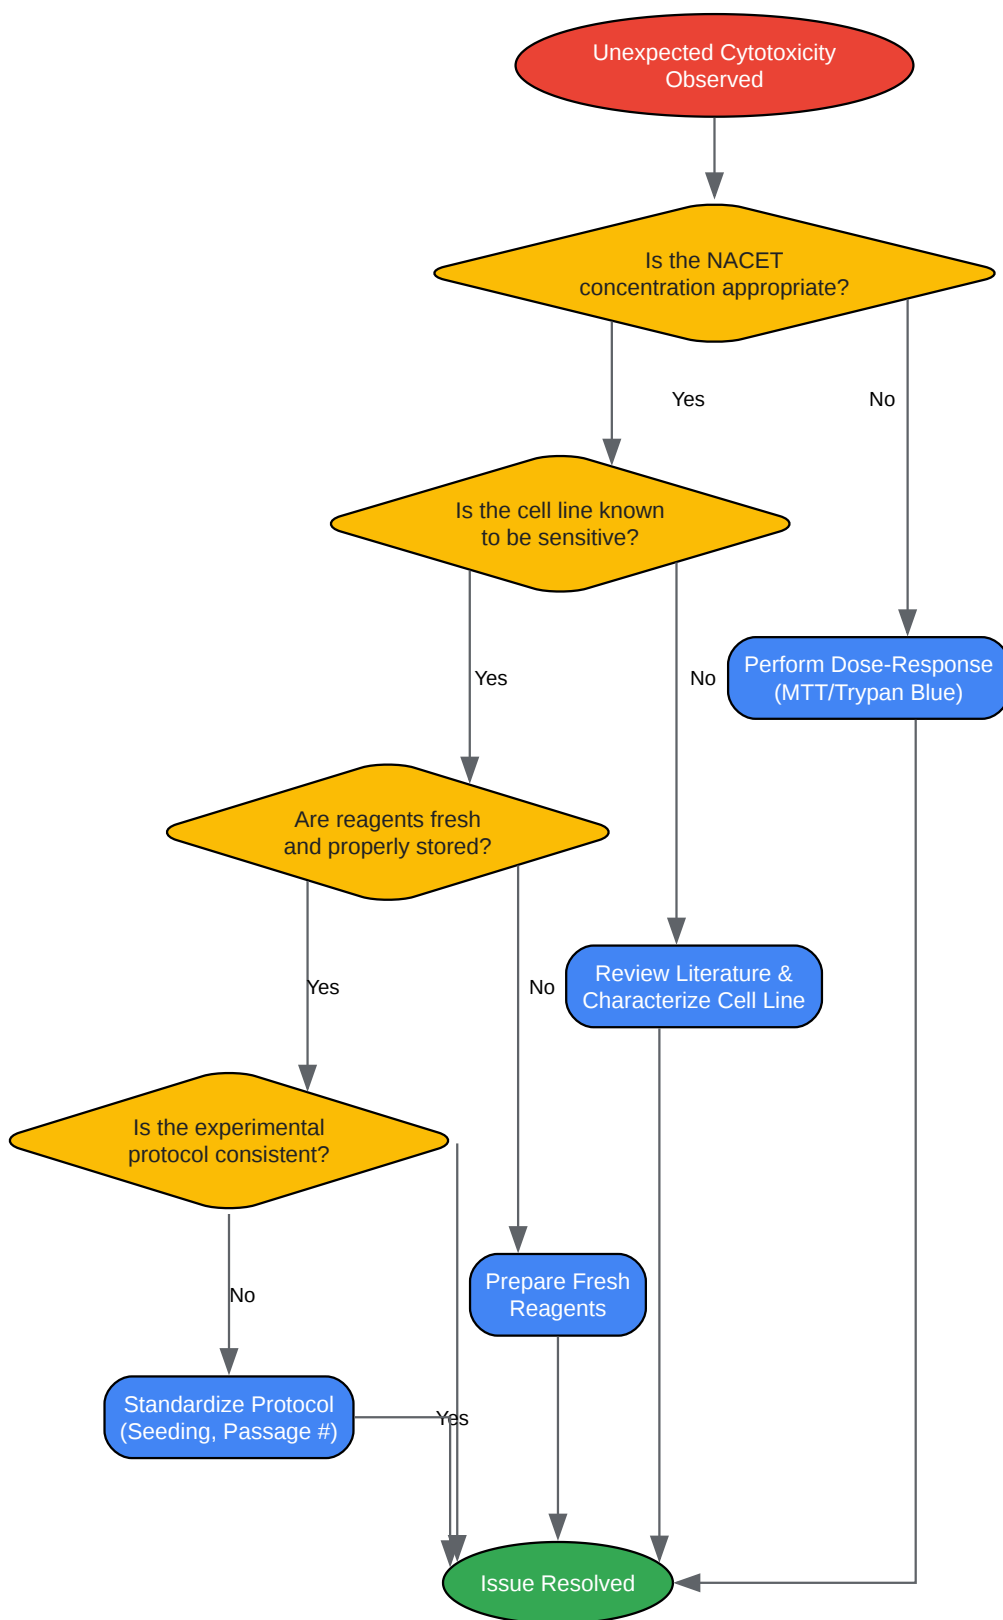 Unexpected Cytotoxicity
Observed
Is the NACET
concentration appropriate?
Yes
No
Is the cell line known
to be sensitive?
Perform Dose-Response
(MTT/Trypan Blue)
Yes
No
Are reagents fresh
and properly stored?
Review Literature &
Characterize Cell Line
Yes
No
Is the experimental
protocol consistent?
Prepare Fresh
Reagents
No
Standardize Protocol
(Seeding, Passage #)
Yes
Issue Resolved